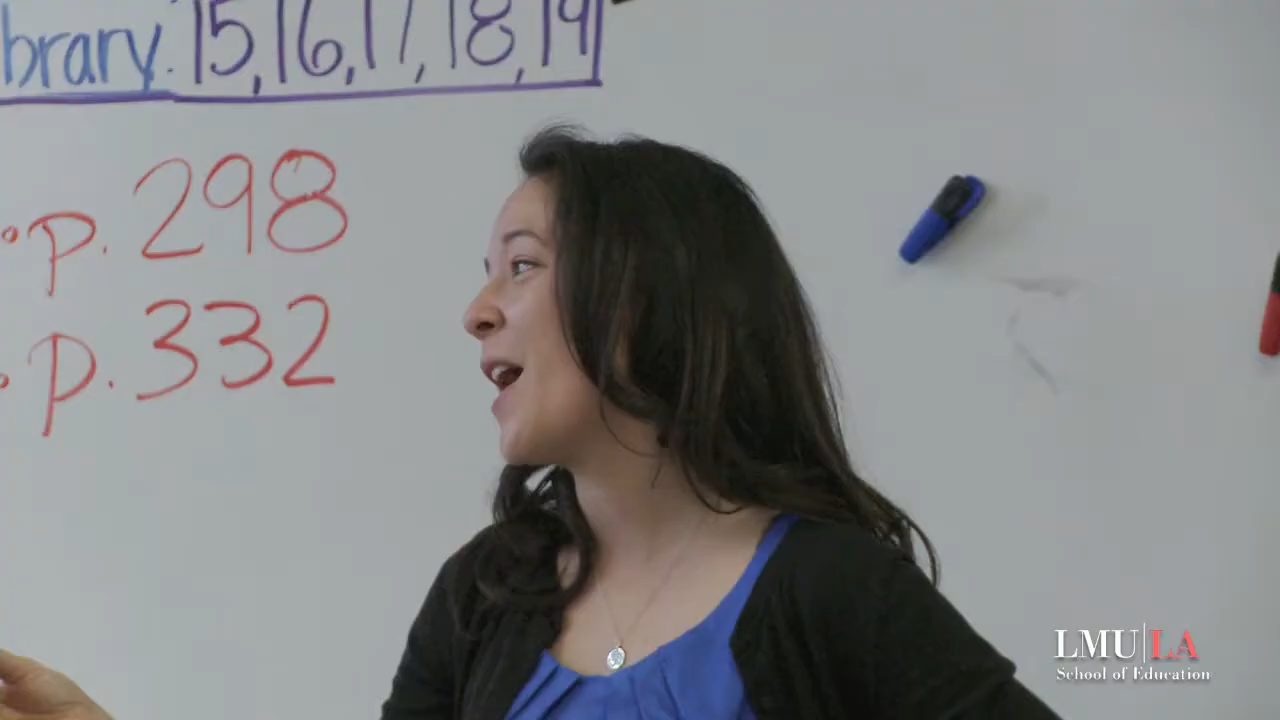 brary: 15, 16, 17, 18, 19
• p. 298
• p. 332
LMU|LA
School of Education